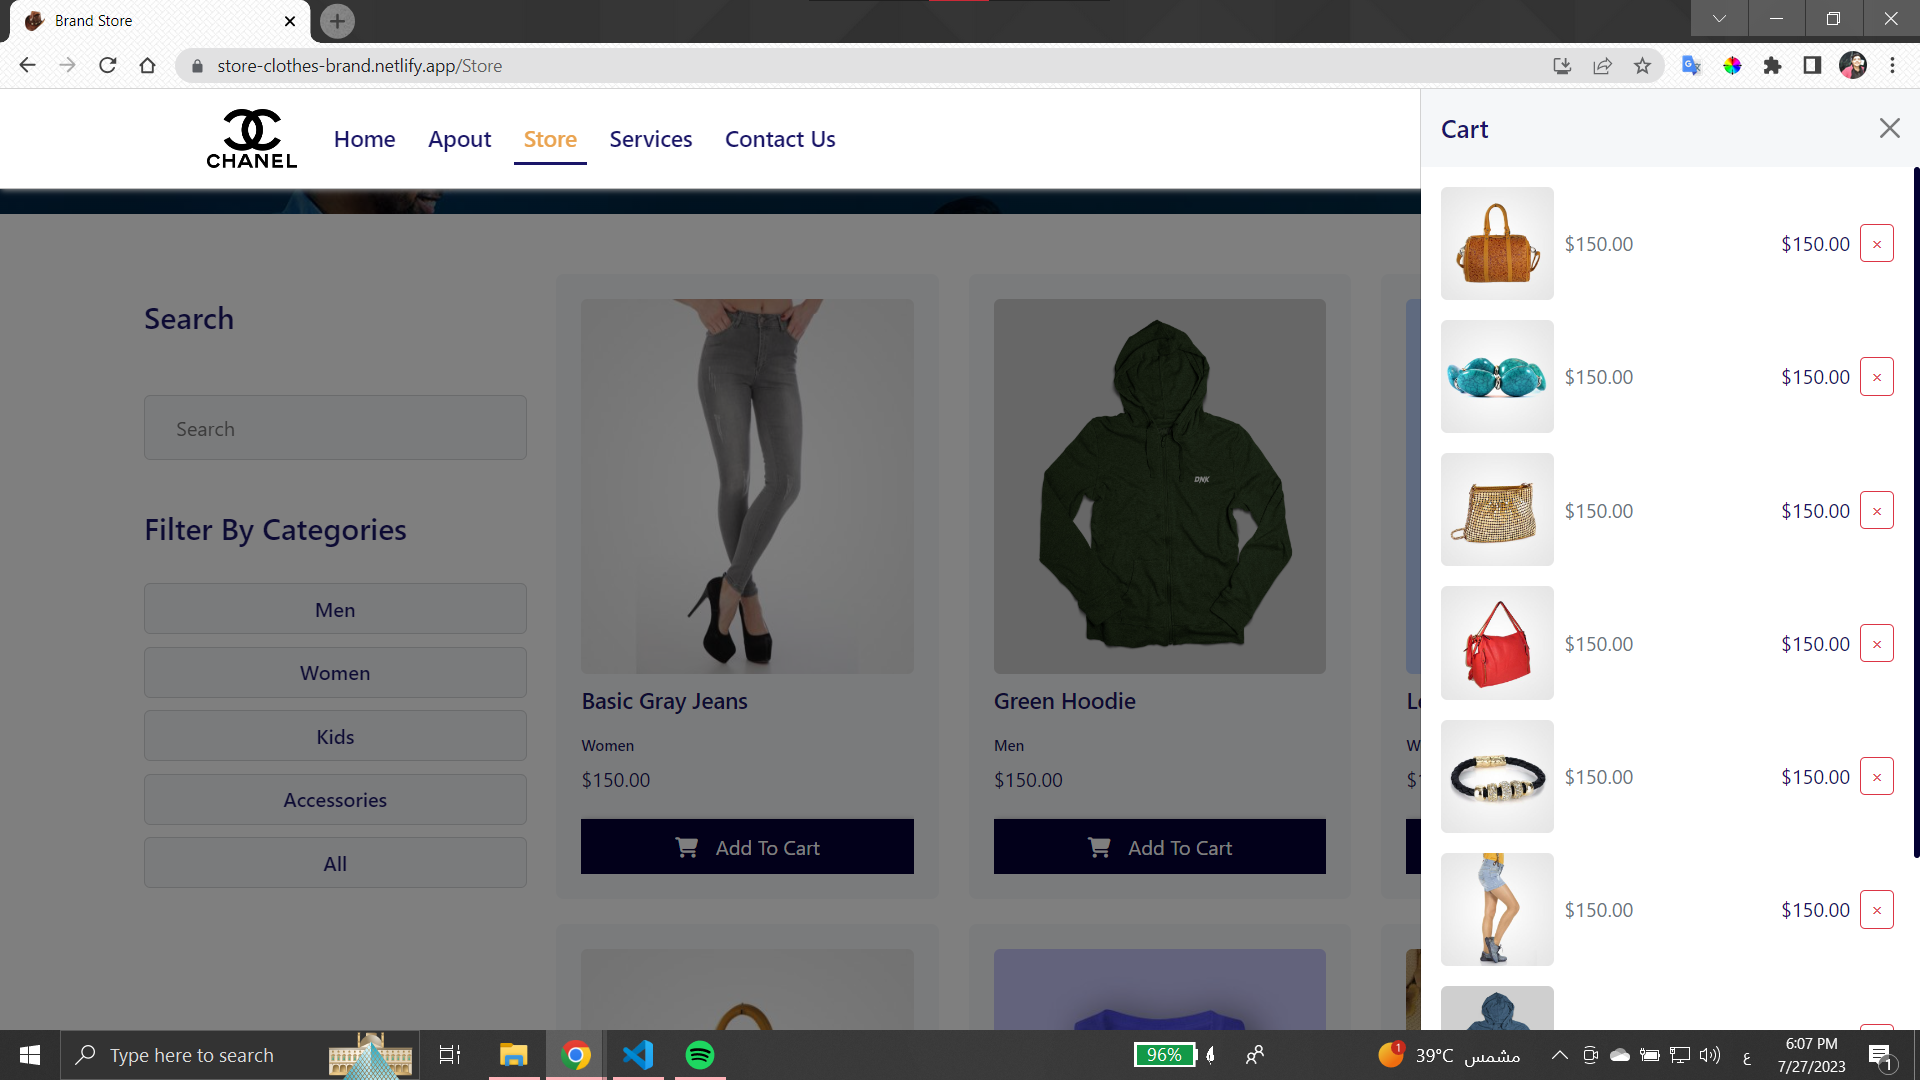 Brand Store
store-clothes-brand.netlify.app/Store
CHANEL
Home
Apout
Store
Services
Contact Us
Search
Search
Filter By Categories
Men
Women
Kids
Accessories
All
DNK
Basic Gray Jeans
Women
$150.00
Add To Cart
Green Hoodie
Men
$150.00
Add To Cart
Cart
$150.00 $150.00 ×
$150.00 $150.00 ×
$150.00 $150.00 ×
$150.00 $150.00 ×
$150.00 $150.00 ×
$150.00 $150.00 ×
Type here to search
96%
1
39°C مشمس
ع
6:07 PM
7/27/2023
1